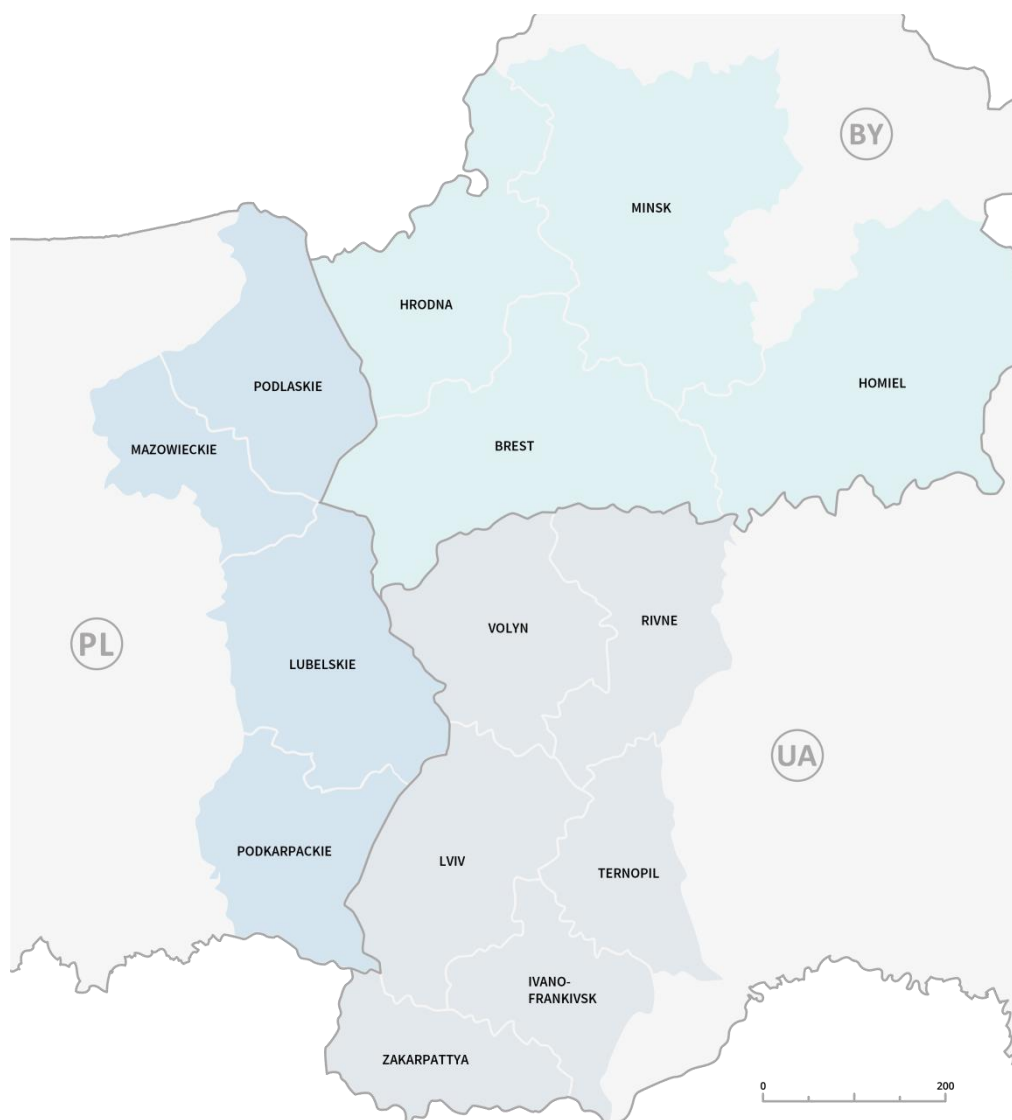 BY
MINSK
HRODNA
HOMIEL
PODLASKIE
BREST
MAZOWIECKIE
RIVNE
VOLYN
PL
LUBELSKIE
UA
PODKARPACKIE
LVIV
TERNOPIL
IVANO-
FRANKIVSK
ZAKARPATTYA
0 200